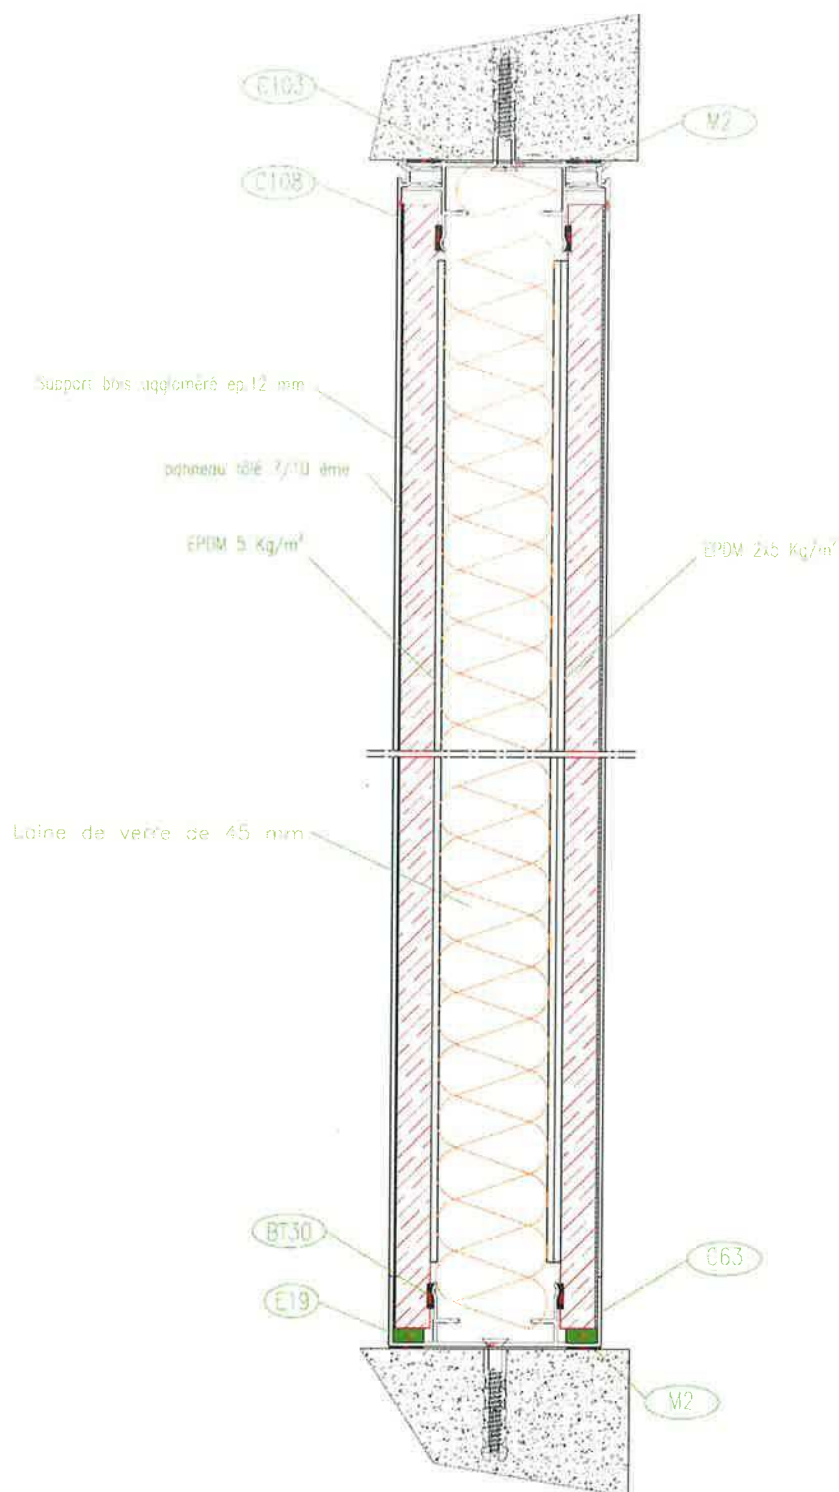 C103
M2
C108
Support bois aggloméré ep.12 mm
panneau tôlé 7/10 ème
EPDM 5 Kg/m²
EPDM 2x5 Kg/m²
Laine de verre de 45 mm
BT30
C63
E19
M2